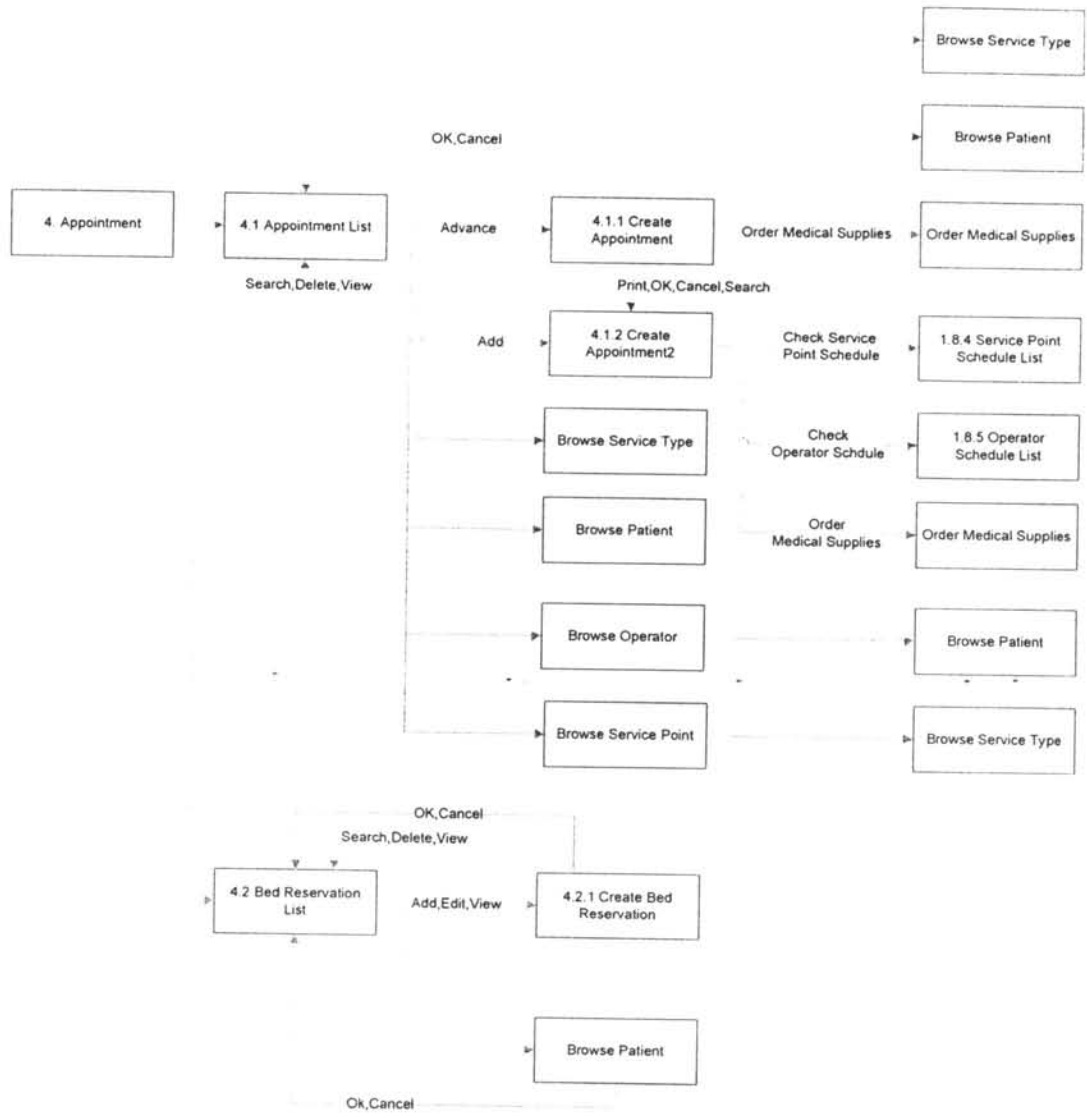 Browse Service Type
OK,Cancel
Browse Patient
4. Appointment
4.1 Appointment List
Advance
4.1.1 Create
Appointment
Order Medical Supplies
Order Medical Supplies
Search,Delete,View
Print,OK,Cancel,Search
Add
4.1.2 Create
Appointment2
Check Service
Point Schedule
1.8.4 Service Point
Schedule List
Browse Service Type
Check
Operator Schdule
1.8.5 Operator
Schedule List
Browse Patient
Order
Medical Supplies
Order Medical Supplies
Browse Operator
Browse Patient
Browse Service Point
Browse Service Type
OK,Cancel
Search,Delete,View
4.2 Bed Reservation
List
Add,Edit,View
4.2.1 Create Bed
Reservation
Browse Patient
Ok,Cancel